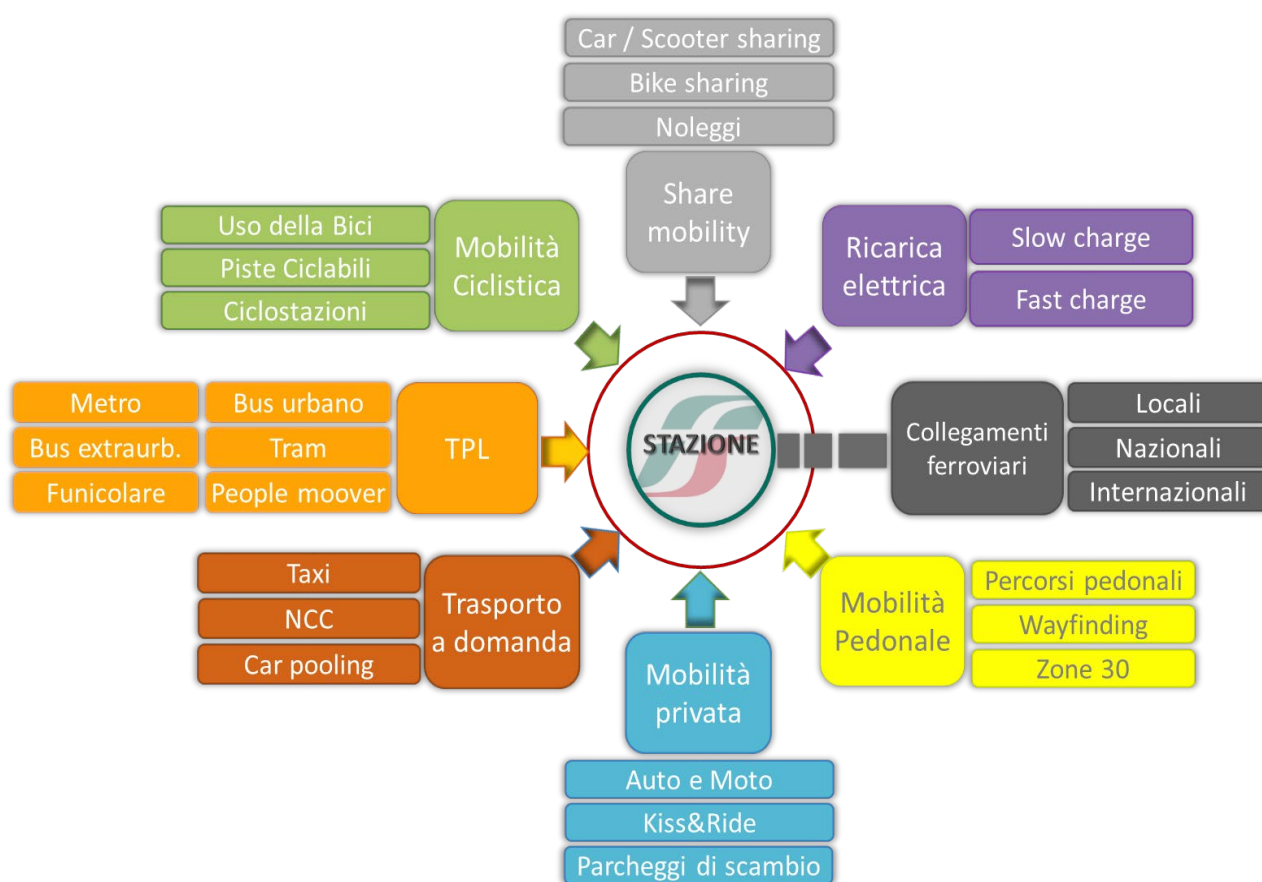 Car / Scooter sharing
Bike sharing
Noleggi
Share
mobility
Uso della Bici
Piste Ciclabili
Ciclostazioni
Mobilità
Ciclistica
Ricarica
elettrica
Slow charge
Fast charge
Metro
Bus urbano
Bus extraurb.
Tram
Funicolare
People moover
TPL
STAZIONE
Collegamenti
ferroviari
Locali
Nazionali
Internazionali
Taxi
NCC
Car pooling
Trasporto
a domanda
Mobilità
privata
Auto e Moto
Kiss&Ride
Parcheggi di scambio
Mobilità
Pedonale
Percorsi pedonali
Wayfinding
Zone 30